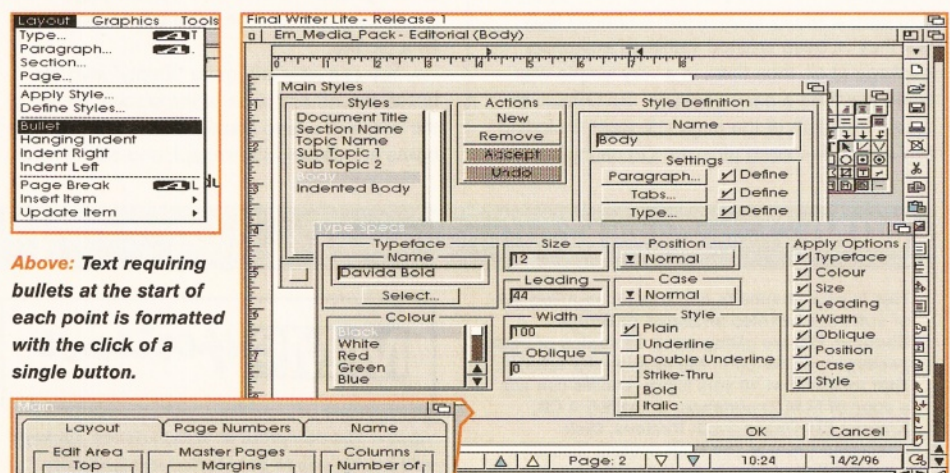 Layout Graphics Tools
Type... T
Paragraph... .
Section...
Page...
Apply Style...
Define Styles...
Bullet
Hanging Indent
Indent Right
Indent Left
Page Break L
Insert Item
Update Item
Above: Text requiring
bullets at the start of
each point is formatted
with the click of a
single button.
Final Writer Lite - Release 1
Em_Media_Pack - Editorial (Body)
Main Styles
Styles
Document Title
Section Name
Topic Name
Sub Topic 1
Sub Topic 2
Body
Indented Body
Actions
New
Remove
Accept
Undo
Style Definition
Name
Body
Settings
Paragraph... Define
Tabs... Define
Type... Define
Type Specs
Typeface
Name
Davida Bold
Select...
Colour
Black
White
Red
Green
Blue
Size
12
Leading
44
Width
100
Oblique
0
Position
Normal
Case
Normal
Style
Plain
Underline
Double Underline
Strike-Thru
Bold
Italic
Apply Options
Typeface
Colour
Size
Leading
Width
Oblique
Position
Case
Style
OK Cancel
Page: 2 10:24 14/2/96
Main
Layout Page Numbers Name
Edit Area Master Pages Columns
Top Margins Number of